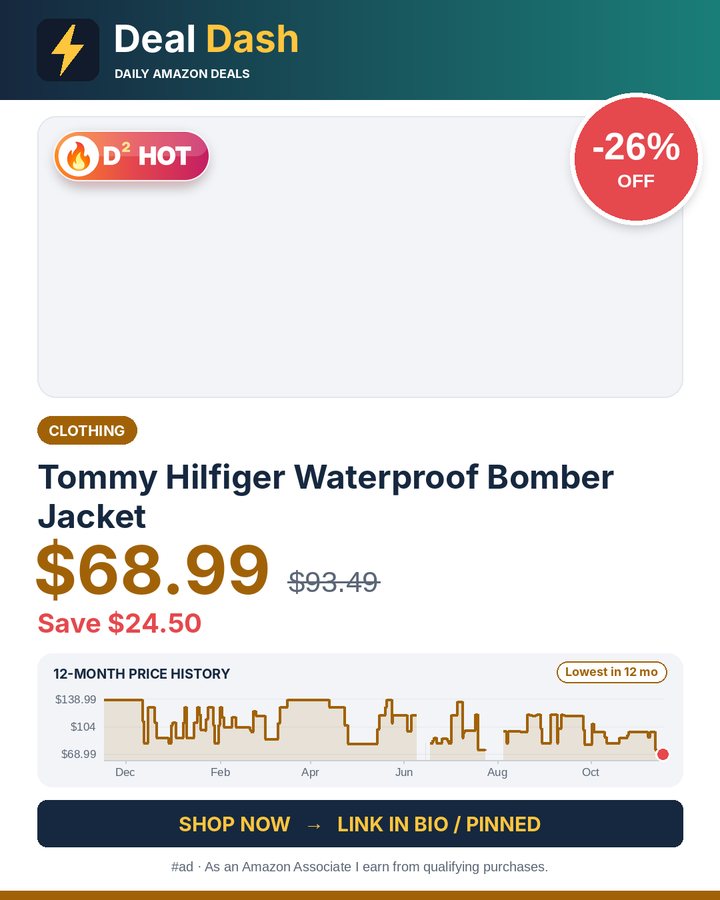 Deal Dash
DAILY AMAZON DEALS
D² HOT
-26%
OFF
CLOTHING
Tommy Hilfiger Waterproof Bomber
Jacket
$68.99 $93.49
Save $24.50
12-MONTH PRICE HISTORY
Lowest in 12 mo
$138.99
$104
$68.99
Dec Feb Apr Jun Aug Oct
SHOP NOW → LINK IN BIO / PINNED
#ad · As an Amazon Associate I earn from qualifying purchases.